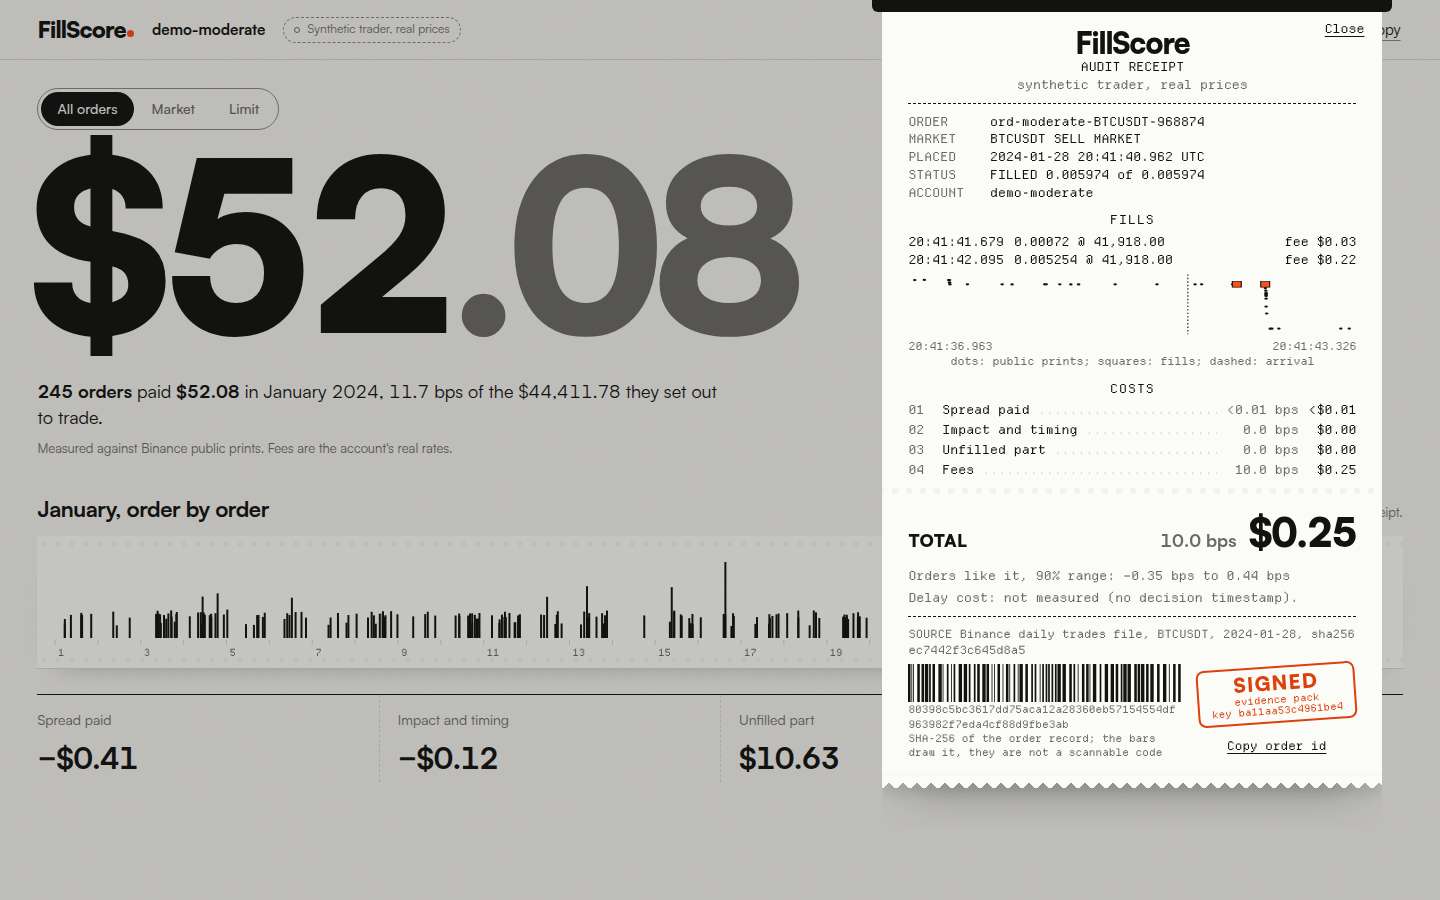 FillScore.
demo-moderate
Synthetic trader, real prices
All orders
Market
Limit
$52.08
245 orders paid $52.08 in January 2024, 11.7 bps of the $44,411.78 they set out
to trade.
Measured against Binance public prints. Fees are the account's real rates.
January, order by order
1 3 5 7 9 11 13 15 17 19
Spread paid
−$0.41
Impact and timing
−$0.12
Unfilled part
$10.63
Close
FillScore
AUDIT RECEIPT
synthetic trader, real prices
ORDER ord-moderate-BTCUSDT-968874
MARKET BTCUSDT SELL MARKET
PLACED 2024-01-28 20:41:40.962 UTC
STATUS FILLED 0.005974 of 0.005974
ACCOUNT demo-moderate
FILLS
20:41:41.679 0.00072 @ 41,918.00 fee $0.03
20:41:42.095 0.005254 @ 41,918.00 fee $0.22
20:41:36.963 20:41:43.326
dots: public prints; squares: fills; dashed: arrival
COSTS
01 Spread paid <0.01 bps <$0.01
02 Impact and timing 0.0 bps $0.00
03 Unfilled part 0.0 bps $0.00
04 Fees 10.0 bps $0.25
TOTAL 10.0 bps $0.25
Orders like it, 90% range: −0.35 bps to 0.44 bps
Delay cost: not measured (no decision timestamp).
SOURCE Binance daily trades file, BTCUSDT, 2024-01-28, sha256
ec7442f3c645d8a5
80398c5bc3617dd75aca12a28360eb57154554df
963982f7eda4cf88d9fbe3ab
SHA-256 of the order record; the bars
draw it, they are not a scannable code
SIGNED
evidence pack
key ba11aa53c4961be4
Copy order id